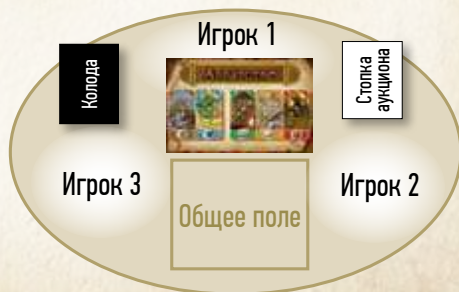 Игрок 1
Колода
Стопка
аукциона
Игрок 3
Игрок 2
Общее поле